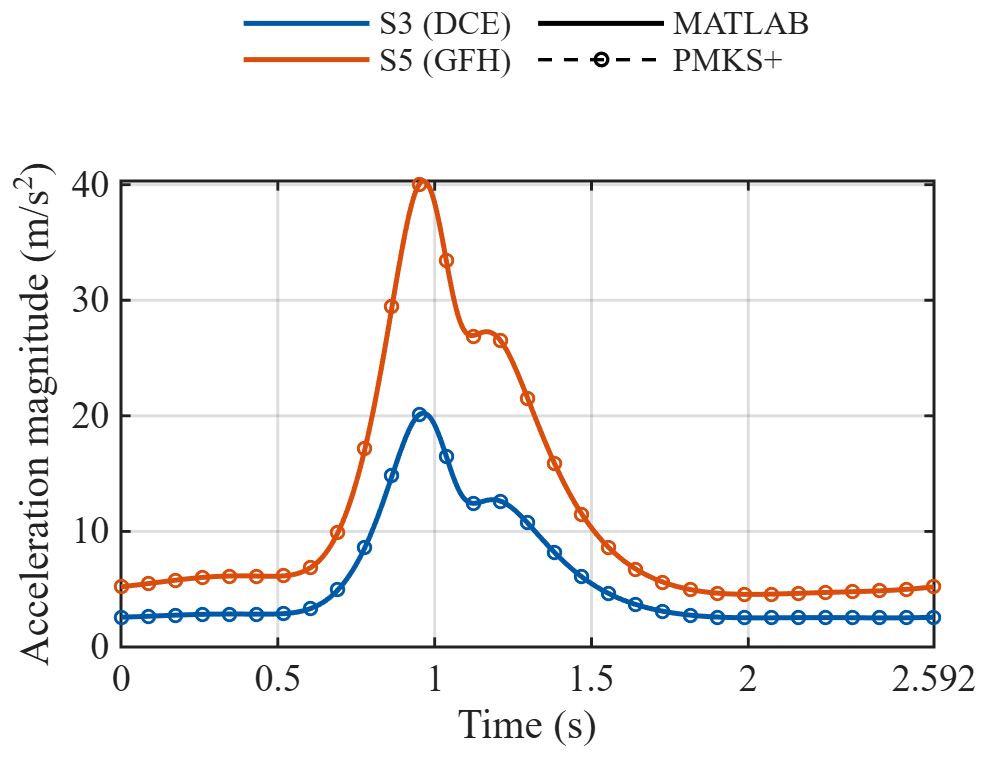 S3 (DCE) MATLAB
S5 (GFH) PMKS+
Acceleration magnitude (m/s²)
40
30
20
10
0
0 0.5 1 1.5 2 2.592
Time (s)